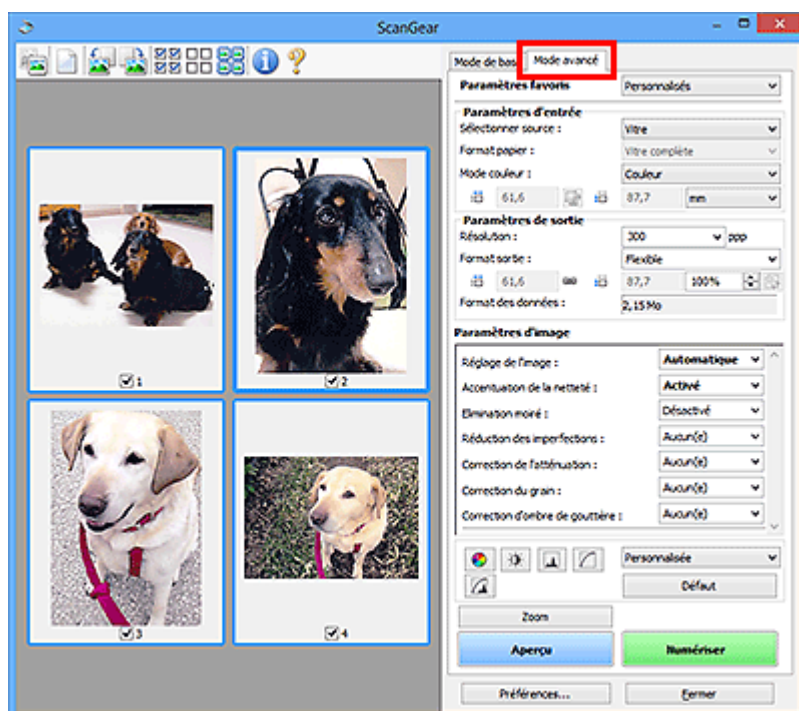 ScanGear
Mode de base Mode avancé
Paramètres favoris Personnalisés
Paramètres d'entrée
Sélectionner source : Vitre
Format papier : Vitre complète
Mode couleur : Couleur
61,6 87,7 mm
Paramètres de sortie
Résolution : 300 ppp
Format sortie : Flexible
61,6 87,7 100%
Format des données : 2,15 Mo
Paramètres d'image
Réglage de l'image : Automatique
Accentuation de la netteté : Activé
Elimination moiré : Désactivé
Réduction des imperfections : Aucun(e)
Correction de l'atténuation : Aucun(e)
Correction du grain : Aucun(e)
Correction d'ombre de gouttière : Aucun(e)
Personnalisée
Défaut
Zoom
Aperçu Numériser
Préférences... Fermer
1
2
3
4